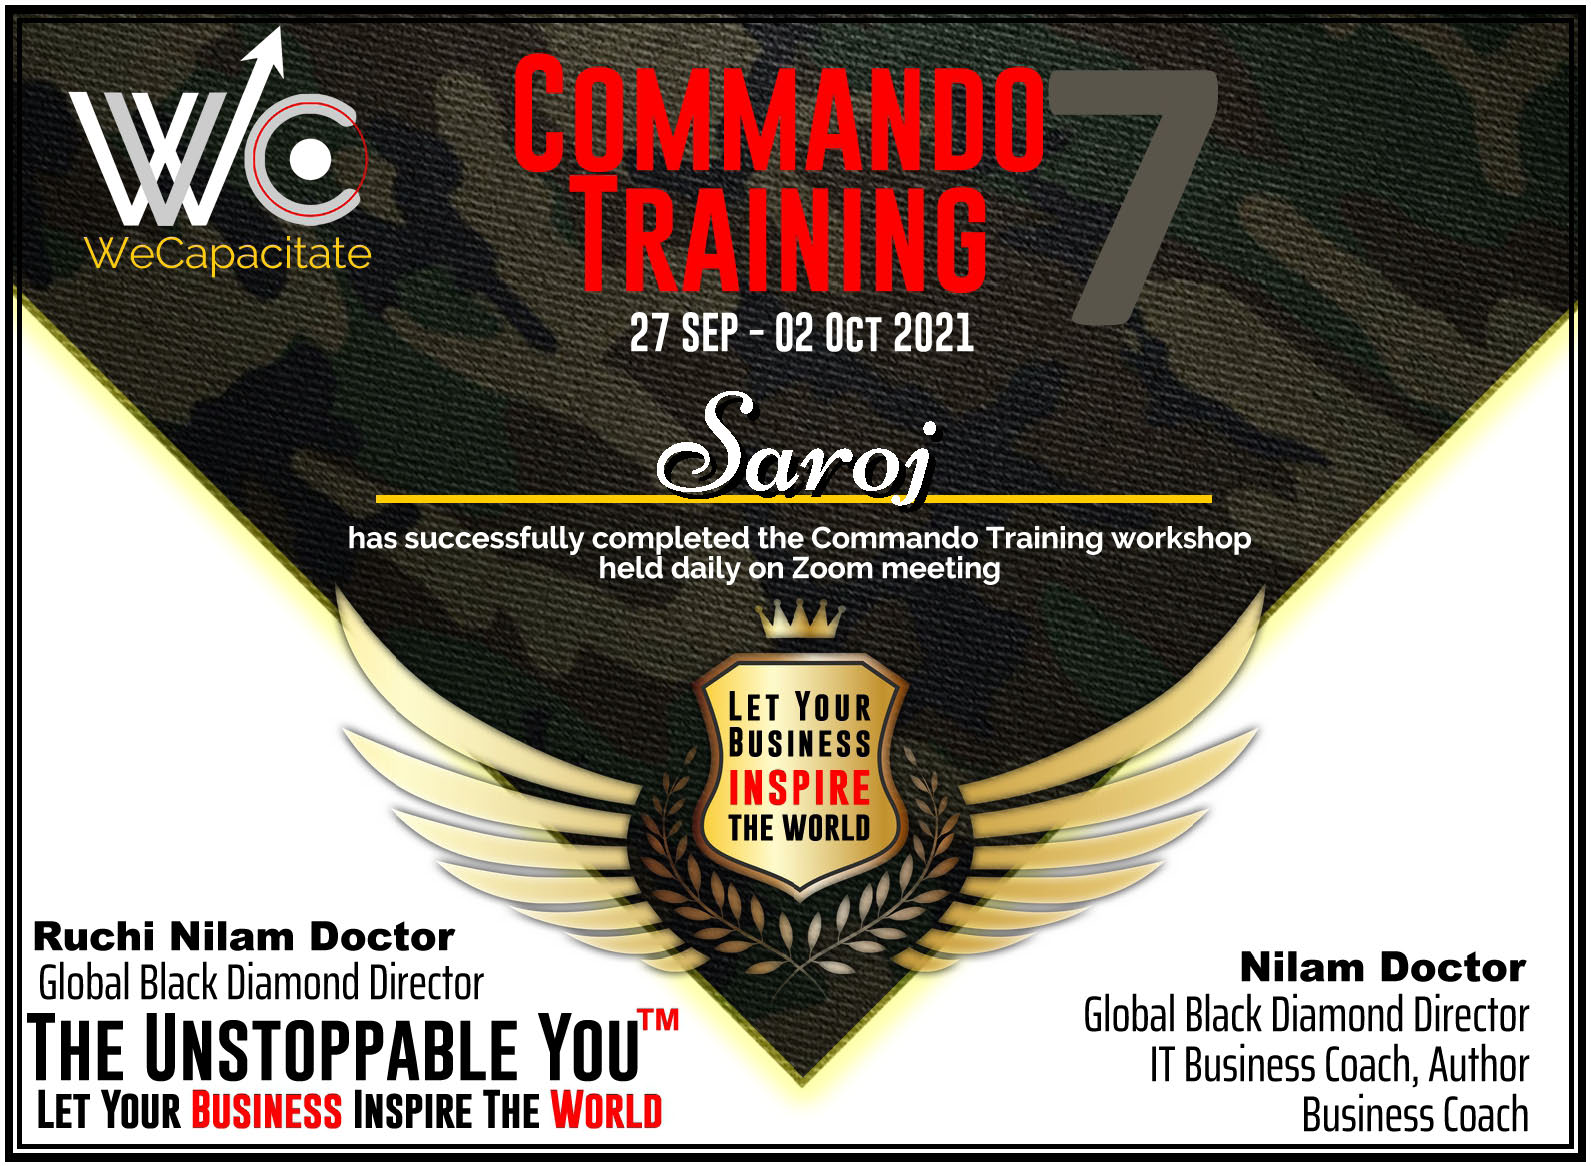 WC
WeCapacitate
COMMANDO
TRAINING
7
27 SEP - 02 OCT 2021
Saroj
has successfully completed the Commando Training workshop
held daily on Zoom meeting
LET YOUR
BUSINESS
INSPIRE
THE WORLD
Ruchi Nilam Doctor
Global Black Diamond Director
THE UNSTOPPABLE YOU™
LET YOUR BUSINESS INSPIRE THE WORLD
Nilam Doctor
Global Black Diamond Director
IT Business Coach, Author
Business Coach